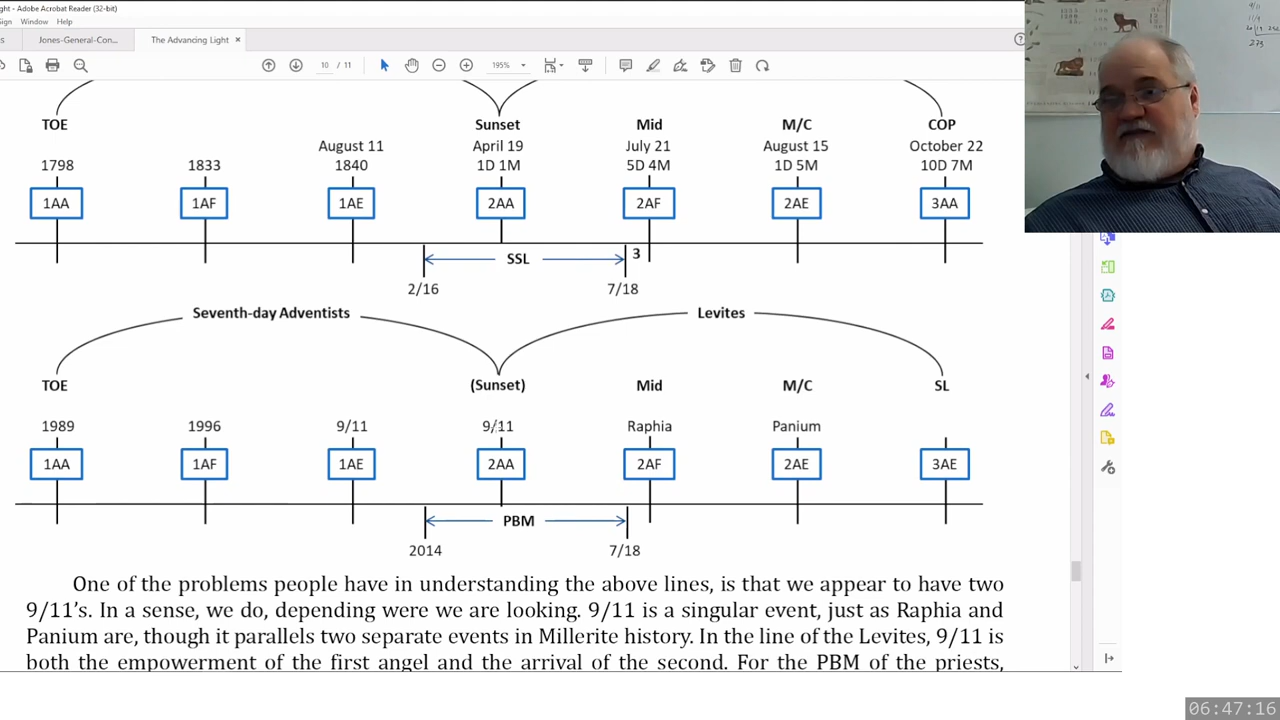 ght - Adobe Acrobat Reader (32-bit)
Sign Window Help
s Jones-General-Con... The Advancing Light ×
10 / 11 195%
TOE Sunset Mid M/C COP
August 11 April 19 July 21 August 15 October 22
1798 1833 1840 1D 1M 5D 4M 1D 5M 10D 7M
1AA 1AF 1AE 2AA 2AF 2AE 3AA
SSL 3
2/16 7/18
Seventh-day Adventists Levites
TOE (Sunset) Mid M/C SL
1989 1996 9/11 9/11 Raphia Panium
1AA 1AF 1AE 2AA 2AF 2AE 3AE
PBM
2014 7/18
One of the problems people have in understanding the above lines, is that we appear to have two
9/11's. In a sense, we do, depending were we are looking. 9/11 is a singular event, just as Raphia and
Panium are, though it parallels two separate events in Millerite history. In the line of the Levites, 9/11 is
both the empowerment of the first angel and the arrival of the second. For the PBM of the priests,
06:47:16